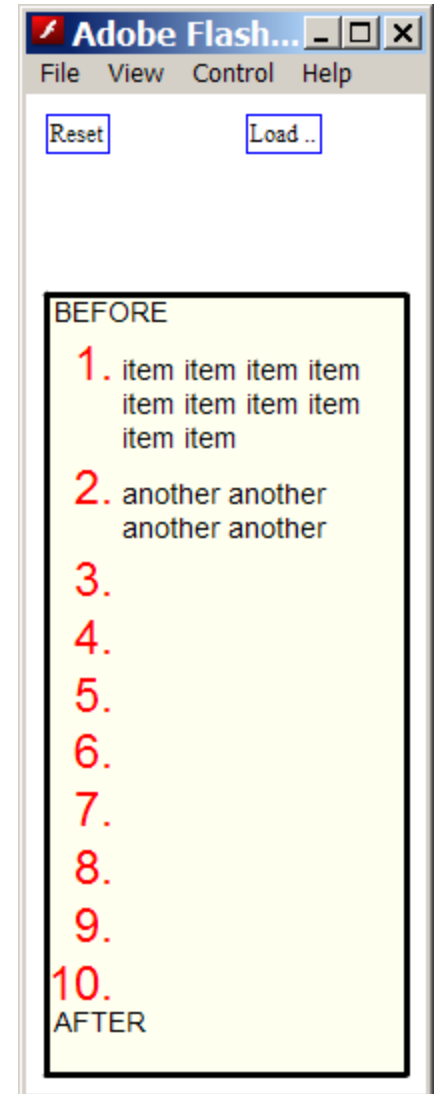 Adobe Flash...
File View Control Help
Reset Load ..
BEFORE
1. item item item item
item item item item
item item
2. another another
another another
3.
4.
5.
6.
7.
8.
9.
10.
AFTER